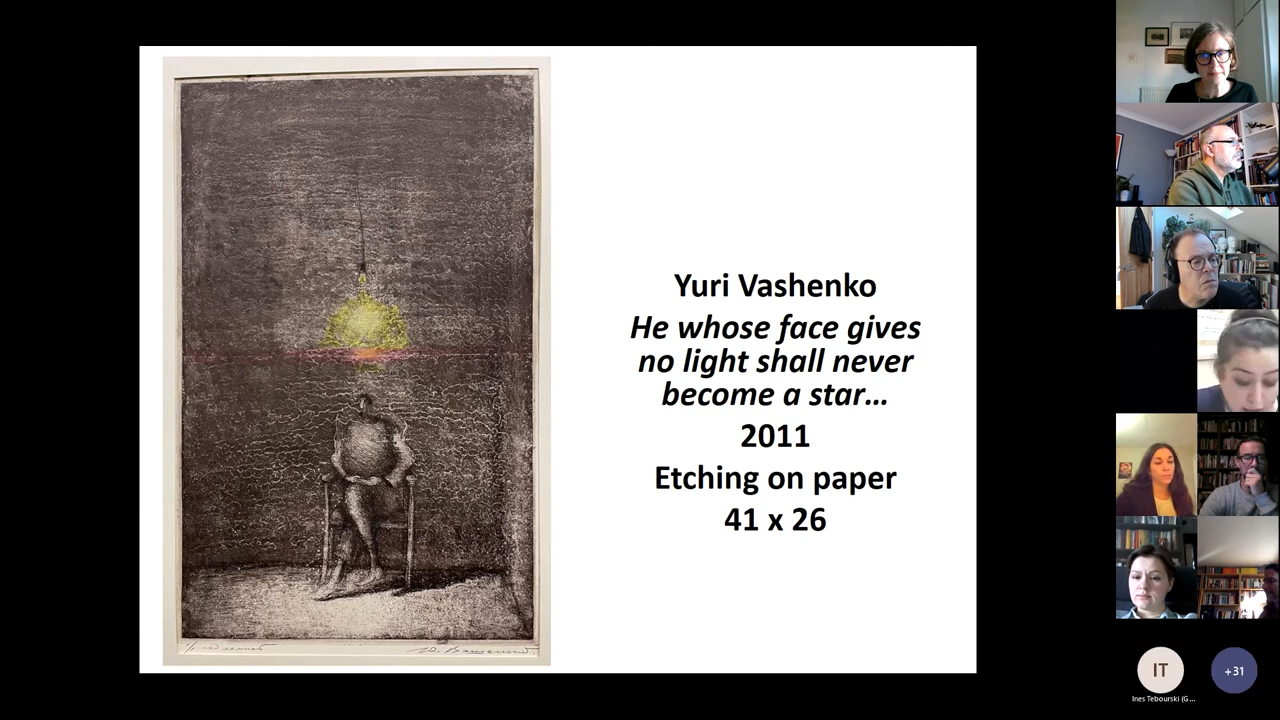 Yuri Vashenko
He whose face gives
no light shall never
become a star...
2011
Etching on paper
41 x 26
IT
+31
Ines Tebourski (G...